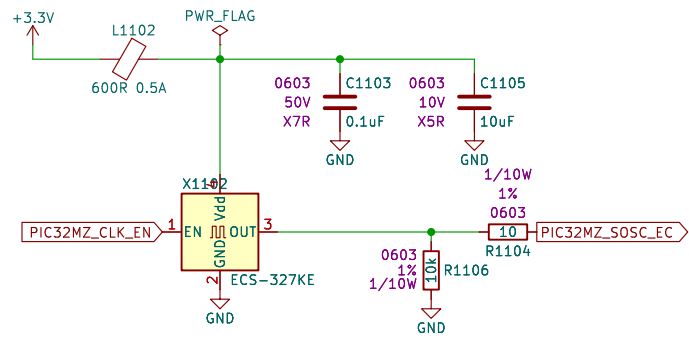 +3.3V
PWR_FLAG
L1102
600R 0.5A
0603
50V
X7R
C1103
0.1uF
GND
0603
10V
X5R
C1105
10uF
GND
X1102
4
Vdd
PIC32MZ_CLK_EN
1
EN
OUT
3
GND
2
ECS-327KE
GND
1/10W
1%
0603
10
R1104
PIC32MZ_SOSC_EC
0603
1%
1/10W
10k
R1106
GND